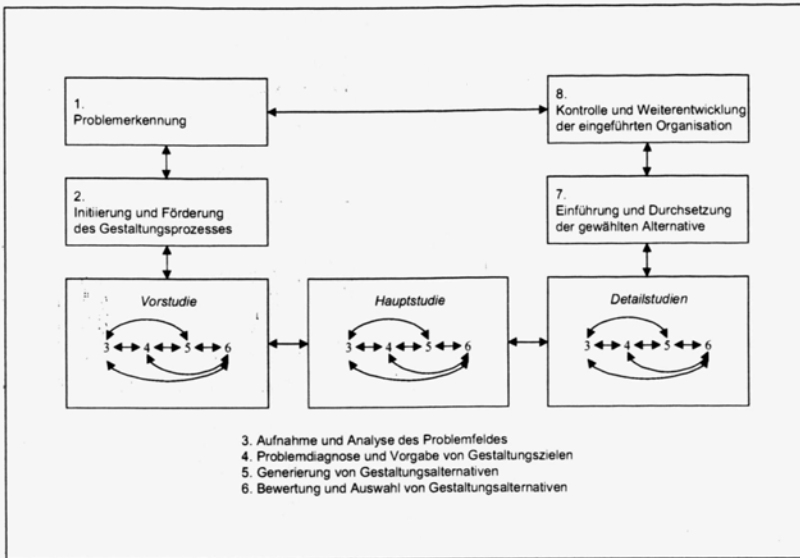 1.
Problemerkennung
8.
Kontrolle und Weiterentwicklung
der eingeführten Organisation
2.
Initiierung und Förderung
des Gestaltungsprozesses
7.
Einführung und Durchsetzung
der gewählten Alternative
Vorstudie
3 4 5 6
Hauptstudie
3 4 5 6
Detailstudien
3 4 5 6
3. Aufnahme und Analyse des Problemfeldes
4. Problemdiagnose und Vorgabe von Gestaltungszielen
5. Generierung von Gestaltungsalternativen
6. Bewertung und Auswahl von Gestaltungsalternativen